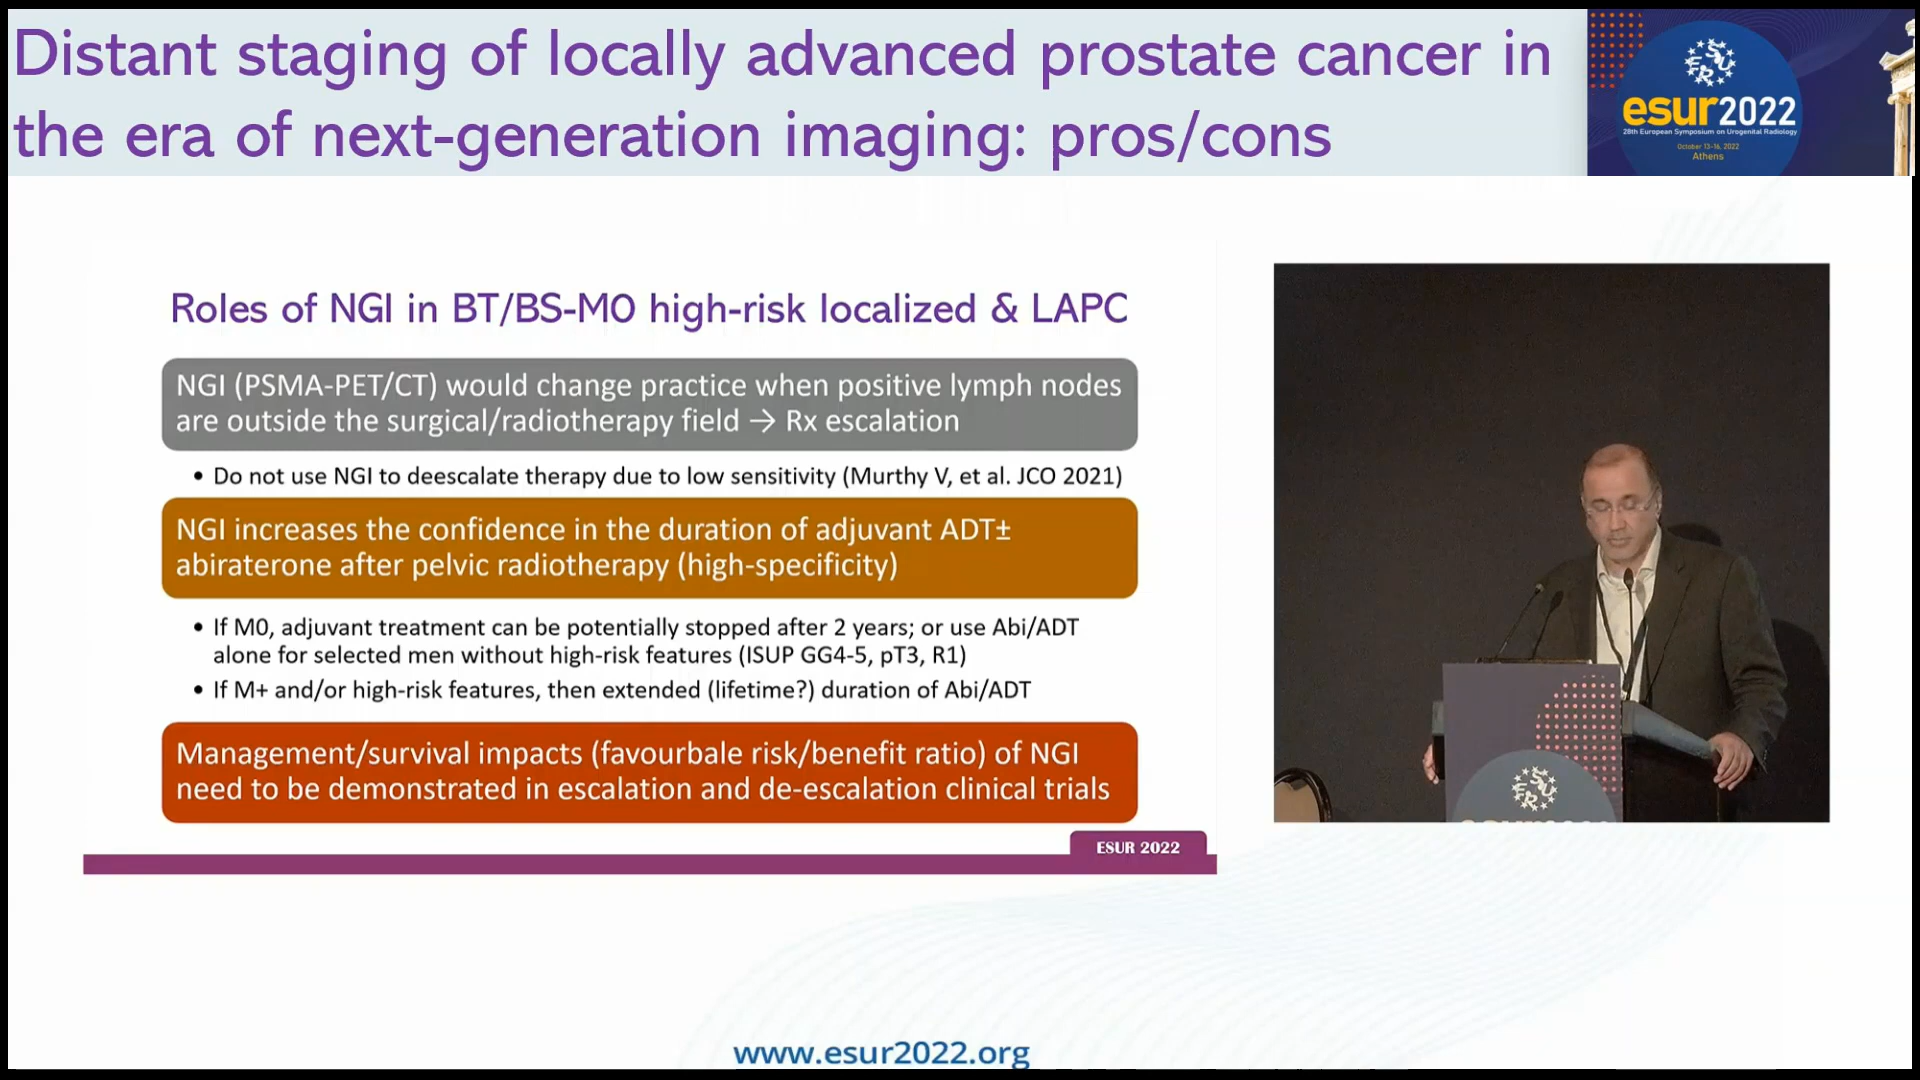 Distant staging of locally advanced prostate cancer in
the era of next-generation imaging: pros/cons
esur2022
28th European Symposium on Urogenital Radiology
October 13-16, 2022
Athens
Roles of NGI in BT/BS-M0 high-risk localized & LAPC
NGI (PSMA-PET/CT) would change practice when positive lymph nodes
are outside the surgical/radiotherapy field → Rx escalation
• Do not use NGI to deescalate therapy due to low sensitivity (Murthy V, et al. JCO 2021)
NGI increases the confidence in the duration of adjuvant ADT±
abiraterone after pelvic radiotherapy (high-specificity)
• If M0, adjuvant treatment can be potentially stopped after 2 years; or use Abi/ADT
alone for selected men without high-risk features (ISUP GG4-5, pT3, R1)
• If M+ and/or high-risk features, then extended (lifetime?) duration of Abi/ADT
Management/survival impacts (favourbale risk/benefit ratio) of NGI
need to be demonstrated in escalation and de-escalation clinical trials
ESUR 2022
www.esur2022.org